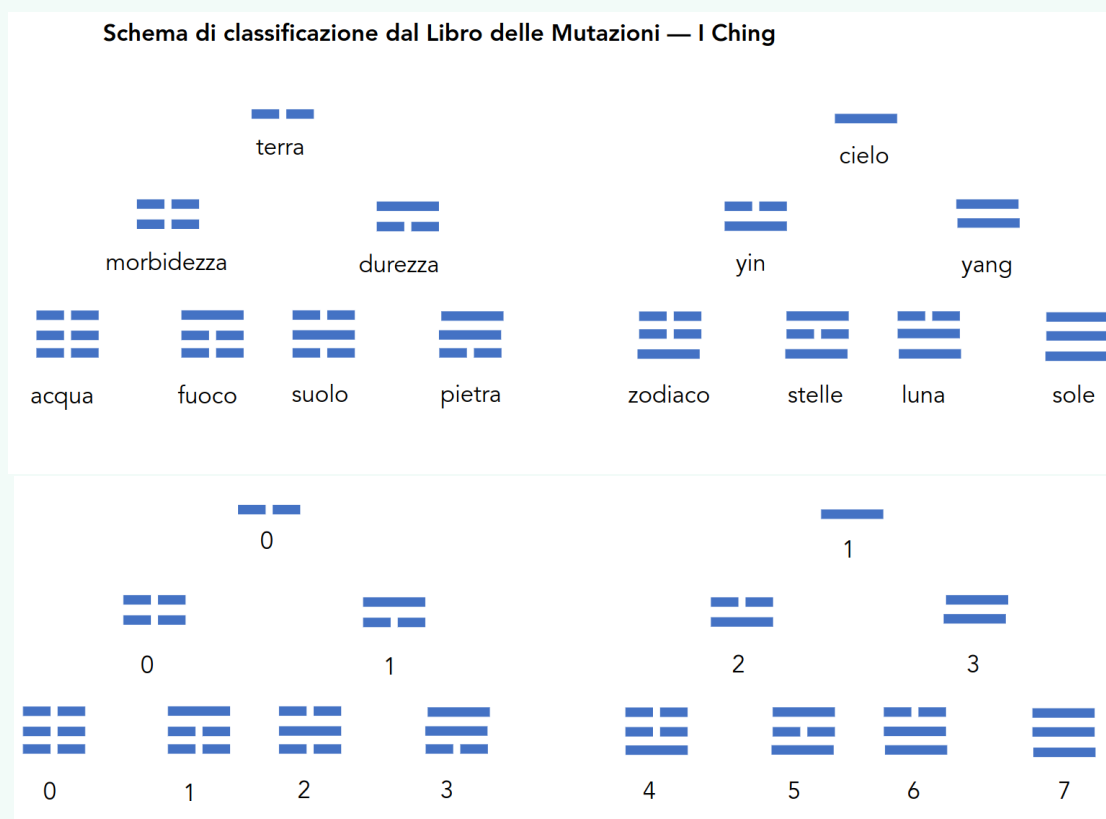 Schema di classificazione dal Libro delle Mutazioni — I Ching
terra
cielo
morbidezza
durezza
yin
yang
acqua
fuoco
suolo
pietra
zodiaco
stelle
luna
sole
0
1
0
1
2
3
0
1
2
3
4
5
6
7